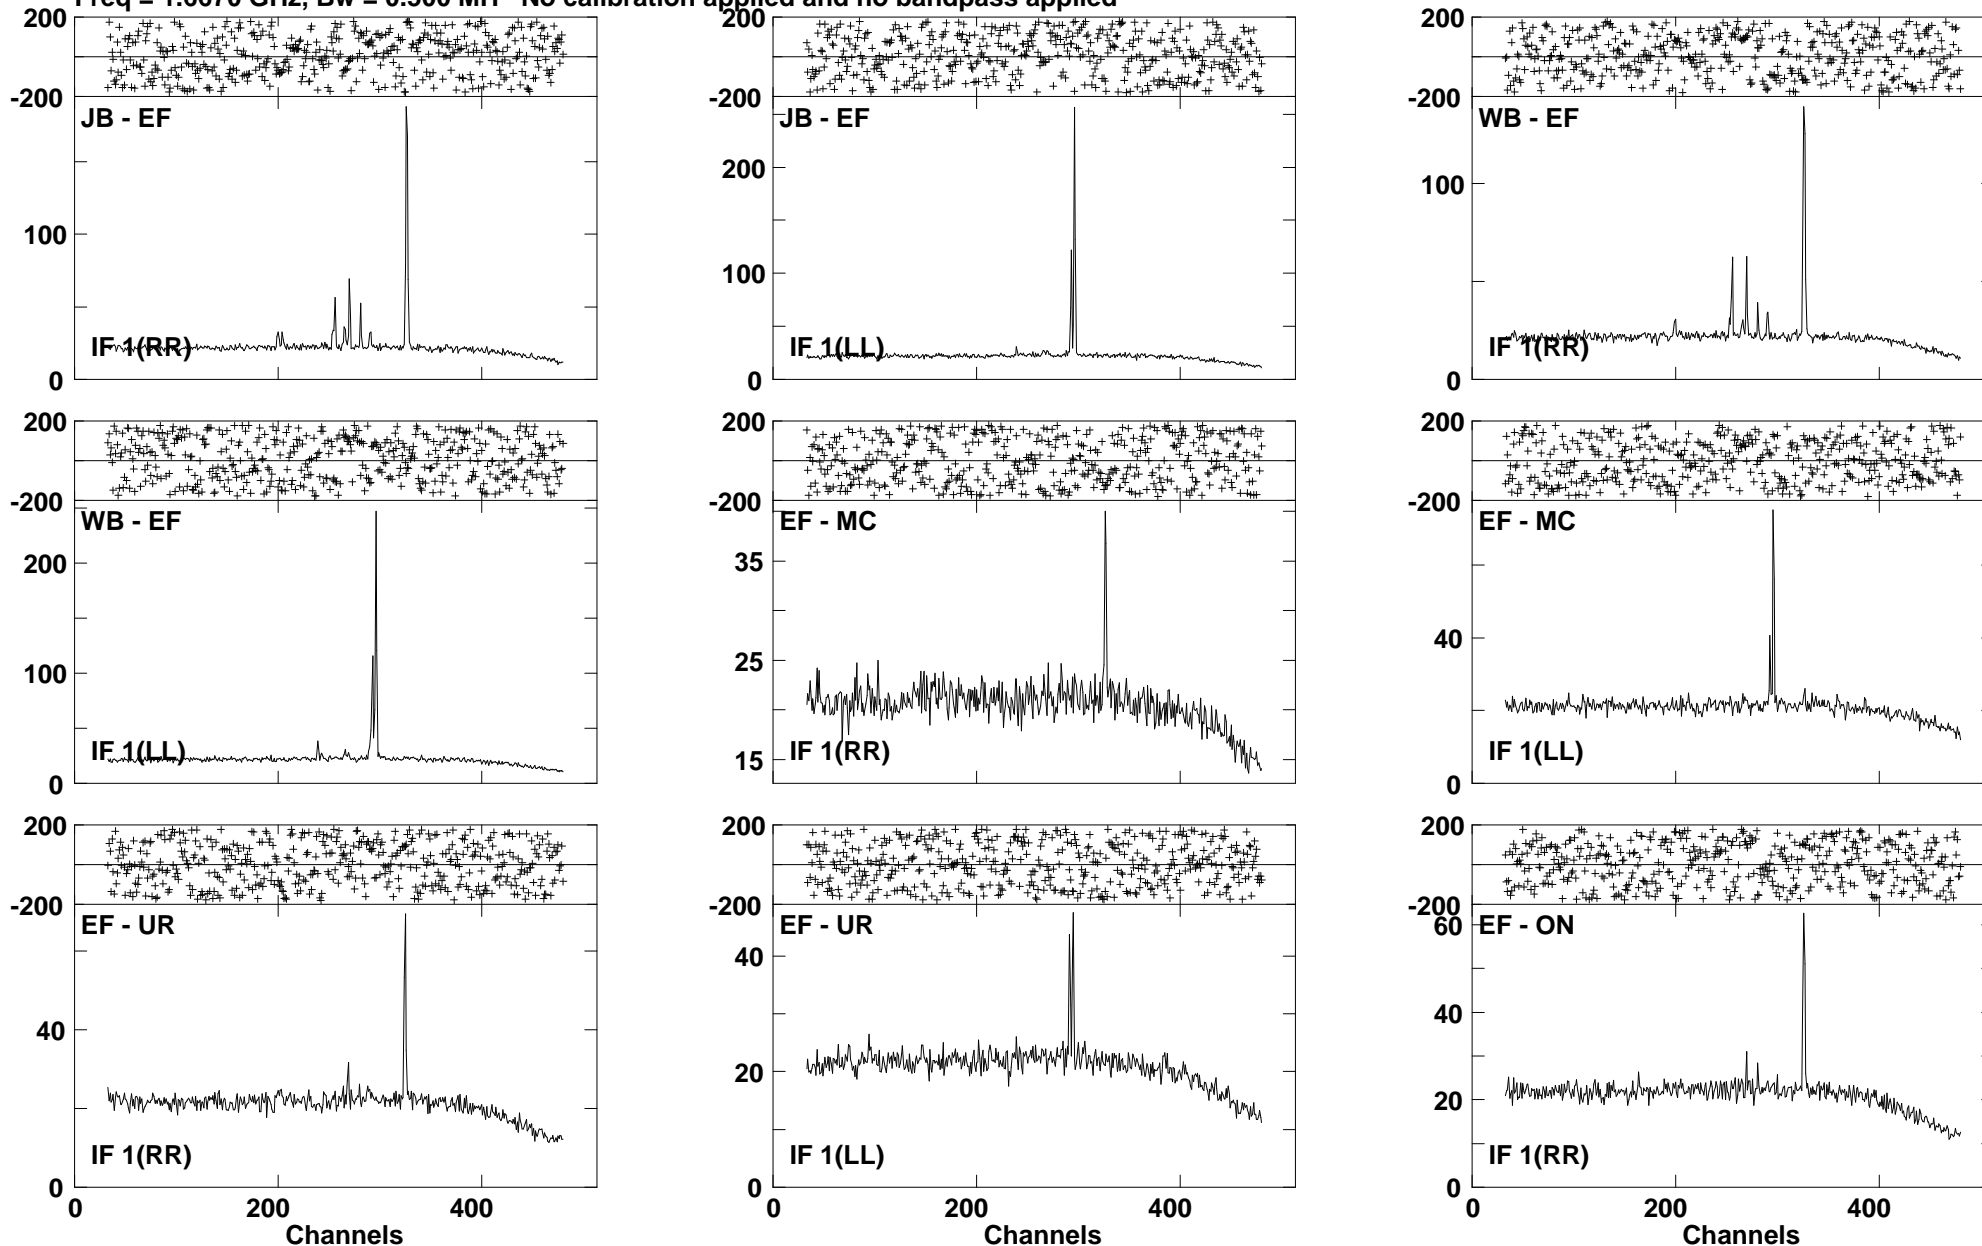 Freq = 1.6670 GHz, Bw = 0.500 MH No calibration applied and no bandpass applied
200 200 200
-200 -200 -200
JB - EF JB - EF WB - EF
200
100 100
100
IF 1(RR) IF 1(LL) IF 1(RR)
0 0 0
200 200 200
-200 -200 -200
WB - EF EF - MC EF - MC
200 35
40
100 25
IF 1(LL) IF 1(RR) IF 1(LL)
15
0 0
200 200 200
-200 -200
60
EF - UR EF - UR EF - ON
40
40 40
20 20
IF 1(RR) IF 1(LL) IF 1(RR)
0 0 0
0 200 400 0 200 400 0 200 400
Channels Channels Channels